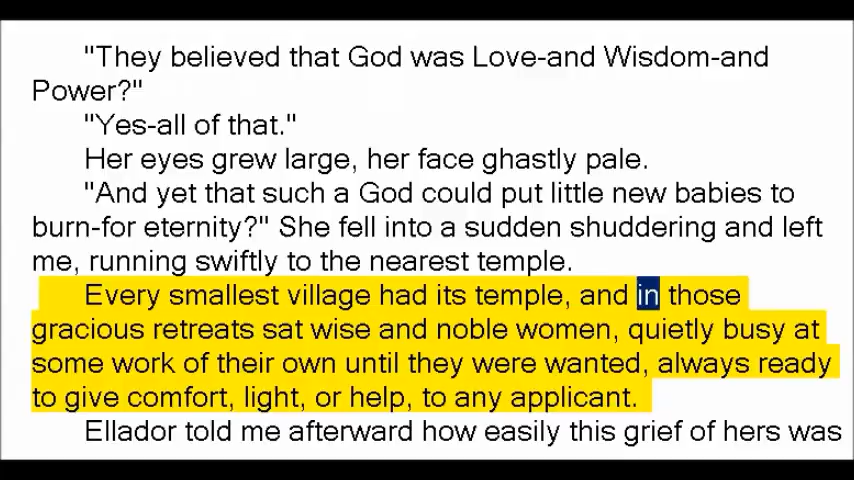 "They believed that God was Love-and Wisdom-and
Power?"
"Yes-all of that."
Her eyes grew large, her face ghastly pale.
"And yet that such a God could put little new babies to
burn-for eternity?" She fell into a sudden shuddering and left
me, running swiftly to the nearest temple.
Every smallest village had its temple, and in those
gracious retreats sat wise and noble women, quietly busy at
some work of their own until they were wanted, always ready
to give comfort, light, or help, to any applicant.
Ellador told me afterward how easily this grief of hers was